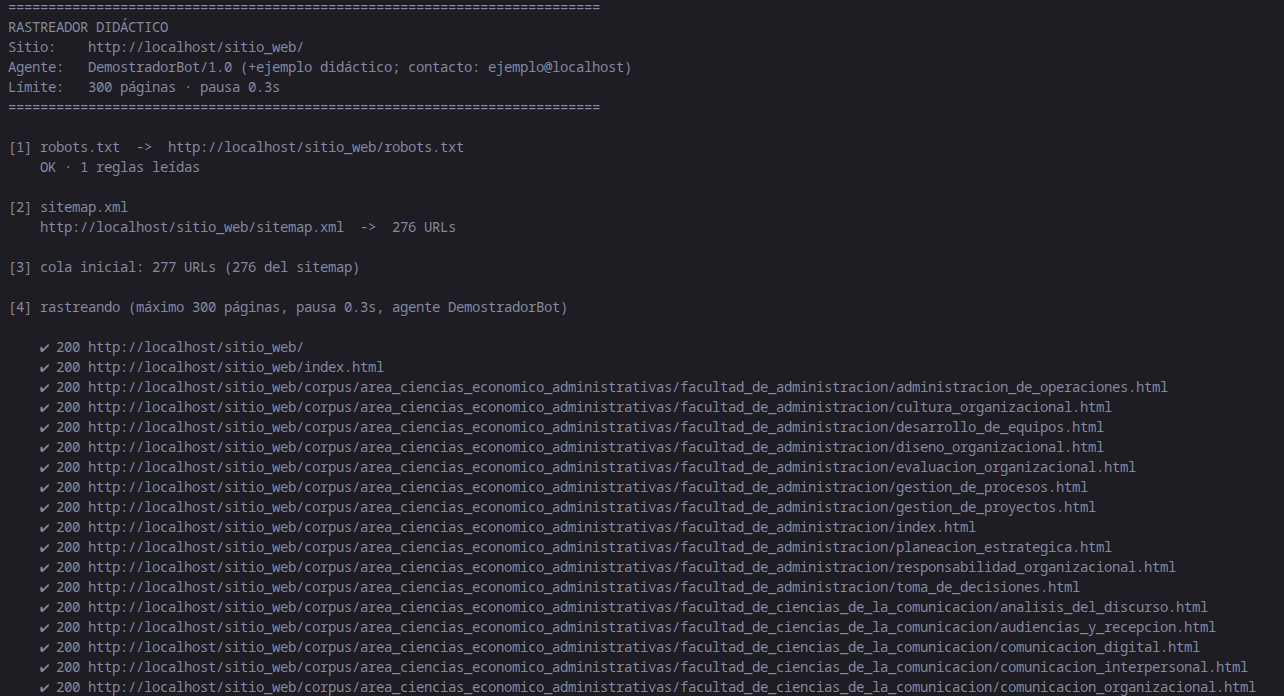 ==========================================================================
RASTREADOR DIDÁCTICO
Sitio:    http://localhost/sitio_web/
Agente:   DemostradorBot/1.0 (+ejemplo didáctico; contacto: ejemplo@localhost)
Límite:   300 páginas · pausa 0.3s
==========================================================================
[1] robots.txt  ->  http://localhost/sitio_web/robots.txt
    OK · 1 reglas leídas
[2] sitemap.xml
    http://localhost/sitio_web/sitemap.xml  ->  276 URLs
[3] cola inicial: 277 URLs (276 del sitemap)
[4] rastreando (máximo 300 páginas, pausa 0.3s, agente DemostradorBot)
    ✔ 200 http://localhost/sitio_web/
    ✔ 200 http://localhost/sitio_web/index.html
    ✔ 200 http://localhost/sitio_web/corpus/area_ciencias_economico_administrativas/facultad_de_administracion/administracion_de_operaciones.html
    ✔ 200 http://localhost/sitio_web/corpus/area_ciencias_economico_administrativas/facultad_de_administracion/cultura_organizacional.html
    ✔ 200 http://localhost/sitio_web/corpus/area_ciencias_economico_administrativas/facultad_de_administracion/desarrollo_de_equipos.html
    ✔ 200 http://localhost/sitio_web/corpus/area_ciencias_economico_administrativas/facultad_de_administracion/diseno_organizacional.html
    ✔ 200 http://localhost/sitio_web/corpus/area_ciencias_economico_administrativas/facultad_de_administracion/evaluacion_organizacional.html
    ✔ 200 http://localhost/sitio_web/corpus/area_ciencias_economico_administrativas/facultad_de_administracion/gestion_de_procesos.html
    ✔ 200 http://localhost/sitio_web/corpus/area_ciencias_economico_administrativas/facultad_de_administracion/gestion_de_proyectos.html
    ✔ 200 http://localhost/sitio_web/corpus/area_ciencias_economico_administrativas/facultad_de_administracion/index.html
    ✔ 200 http://localhost/sitio_web/corpus/area_ciencias_economico_administrativas/facultad_de_administracion/planeacion_estrategica.html
    ✔ 200 http://localhost/sitio_web/corpus/area_ciencias_economico_administrativas/facultad_de_administracion/responsabilidad_organizacional.html
    ✔ 200 http://localhost/sitio_web/corpus/area_ciencias_economico_administrativas/facultad_de_administracion/toma_de_decisiones.html
    ✔ 200 http://localhost/sitio_web/corpus/area_ciencias_economico_administrativas/facultad_de_ciencias_de_la_comunicacion/analisis_del_discurso.html
    ✔ 200 http://localhost/sitio_web/corpus/area_ciencias_economico_administrativas/facultad_de_ciencias_de_la_comunicacion/audiencias_y_recepcion.html
    ✔ 200 http://localhost/sitio_web/corpus/area_ciencias_economico_administrativas/facultad_de_ciencias_de_la_comunicacion/comunicacion_digital.html
    ✔ 200 http://localhost/sitio_web/corpus/area_ciencias_economico_administrativas/facultad_de_ciencias_de_la_comunicacion/comunicacion_interpersonal.html
    ✔ 200 http://localhost/sitio_web/corpus/area_ciencias_economico_administrativas/facultad_de_ciencias_de_la_comunicacion/comunicacion_organizacional.html